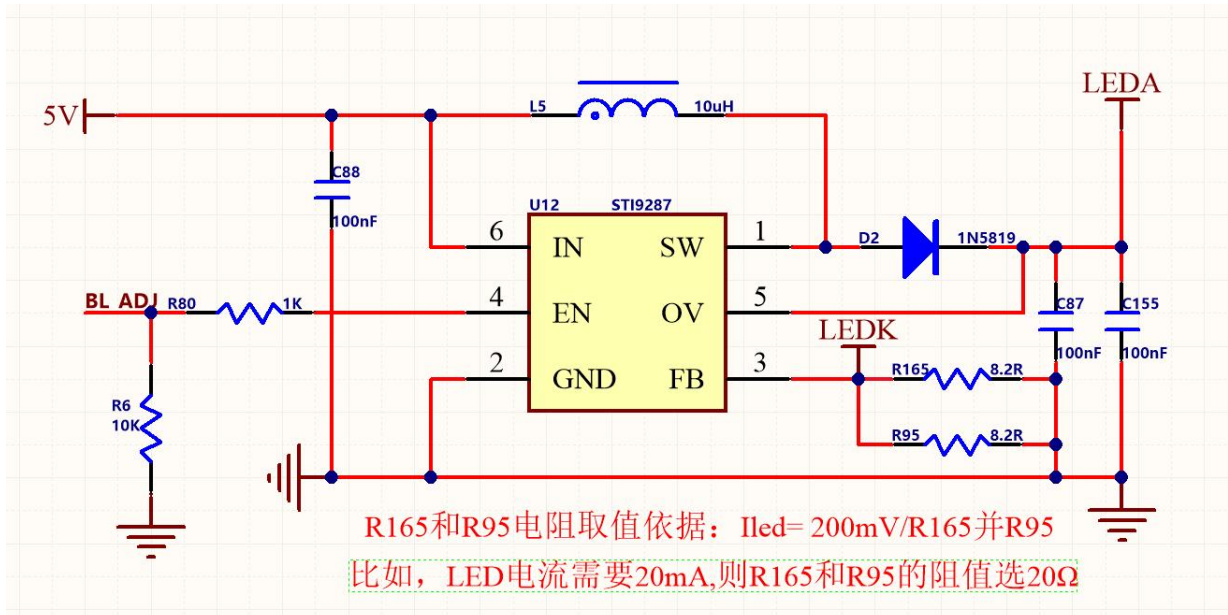 LEDA
5V
L5 10uH
C88
100nF
U12 STI9287
6 IN SW 1
D2 1N5819
BL_ADJ R80 1K
4 EN OV 5
C87 C155
100nF 100nF
LEDK
2 GND FB 3
R165 8.2R
R6
10K
R95 8.2R
R165和R95电阻取值依据：Iled= 200mV/R165并R95
比如，LED电流需要20mA,则R165和R95的阻值选20Ω